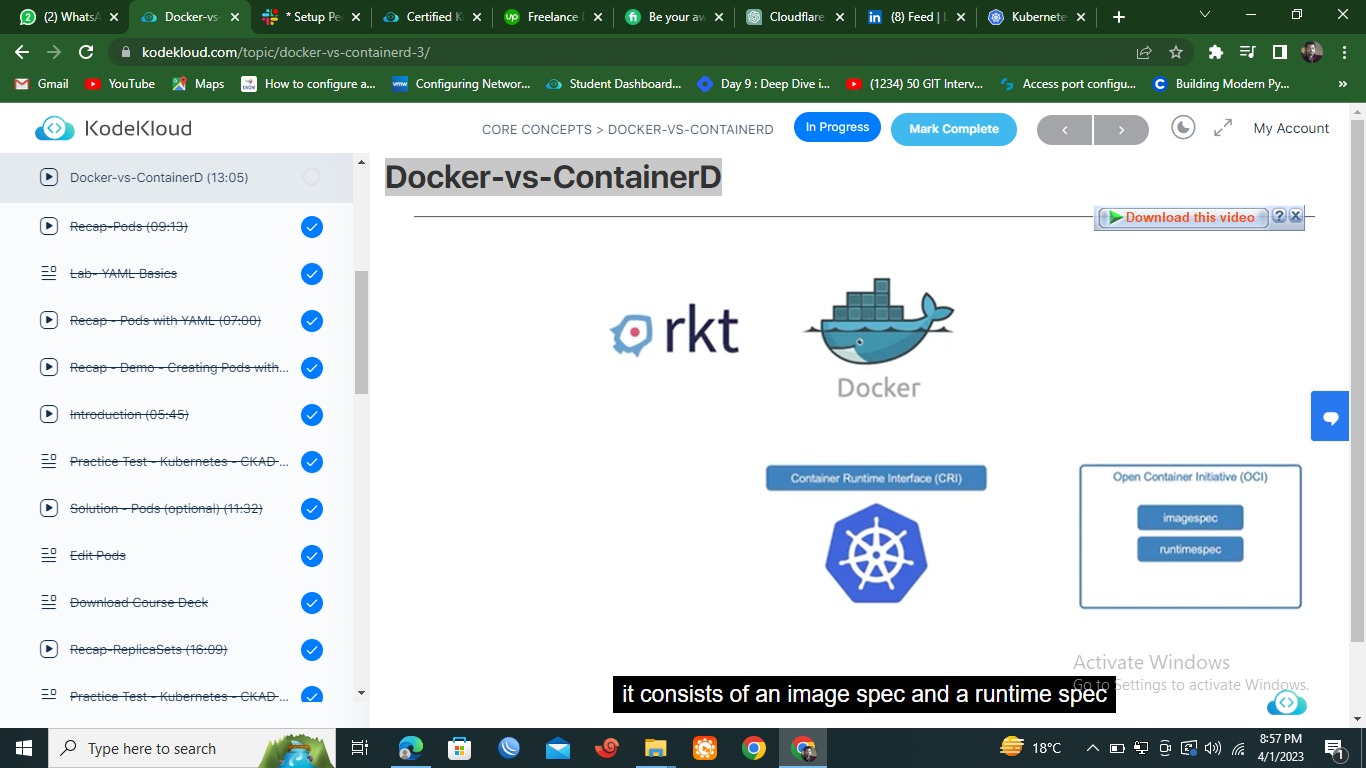 (2) WhatsA
Docker-vs-
* Setup Pe
Certified K
Freelance
Be your aw
Cloudflare
(8) Feed | L
Kubernete
kodekloud.com/topic/docker-vs-containerd-3/
Gmail
YouTube
Maps
How to configure a...
Configuring Networ...
Student Dashboard...
Day 9 : Deep Dive i...
(1234) 50 GIT Interv...
Access port configu...
Building Modern Py...
»
KodeKloud
CORE CONCEPTS > DOCKER-VS-CONTAINERD
In Progress
Mark Complete
My Account
Docker-vs-ContainerD (13:05)
Recap-Pods (09:13)
Lab- YAML Basics
Recap - Pods with YAML (07:00)
Recap - Demo - Creating Pods with...
Introduction (05:45)
Practice Test - Kubernetes - CKAD ...
Solution - Pods (optional) (11:32)
Edit Pods
Download Course Deck
Recap-ReplicaSets (16:09)
Practice Test - Kubernetes - CKAD ...
Docker-vs-ContainerD
Download this video
?
X
rkt
Docker
Container Runtime Interface (CRI)
Open Container Initiative (OCI)
imagespec
runtimespec
Activate Windows
Go to Settings to activate Windows.
it consists of an image spec and a runtime spec
Type here to search
18°C
8:57 PM
4/1/2023
1